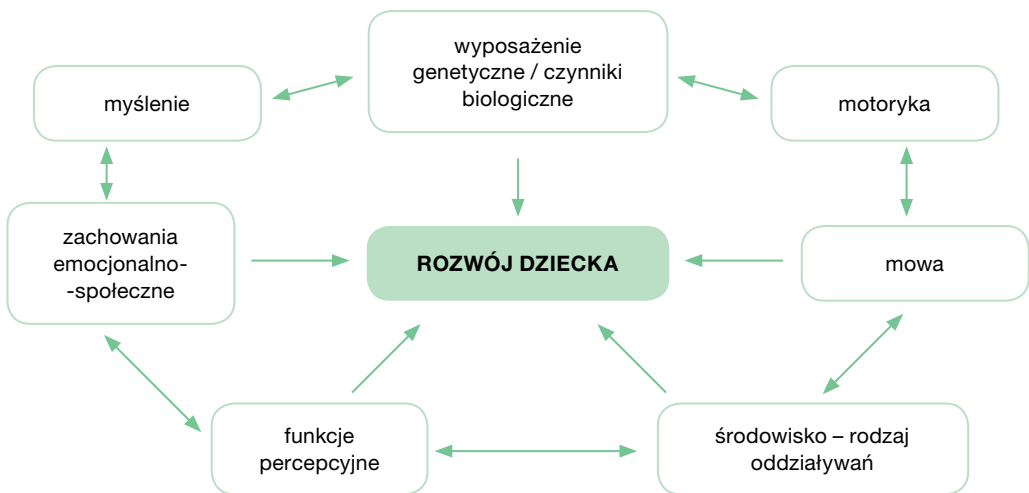 wyposażenie
genetyczne / czynniki
biologiczne
myślenie
motoryka
zachowania
emocjonalno-
-społeczne
ROZWÓJ DZIECKA
mowa
funkcje
percepcyjne
środowisko – rodzaj
oddziaływań